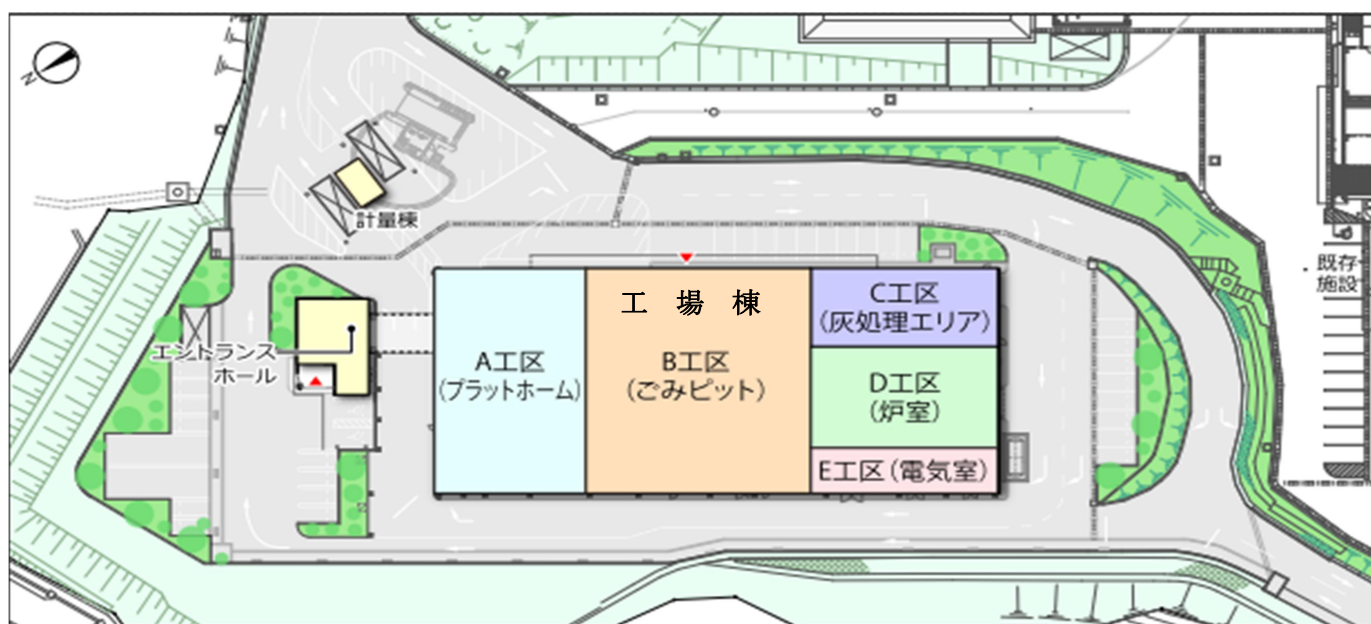 N
計量棟
既存
施設
工場棟
C工区
(灰処理エリア)
エントランス
ホール
A工区
(プラットホーム)
B工区
(ごみピット)
D工区
(炉室)
E工区(電気室)